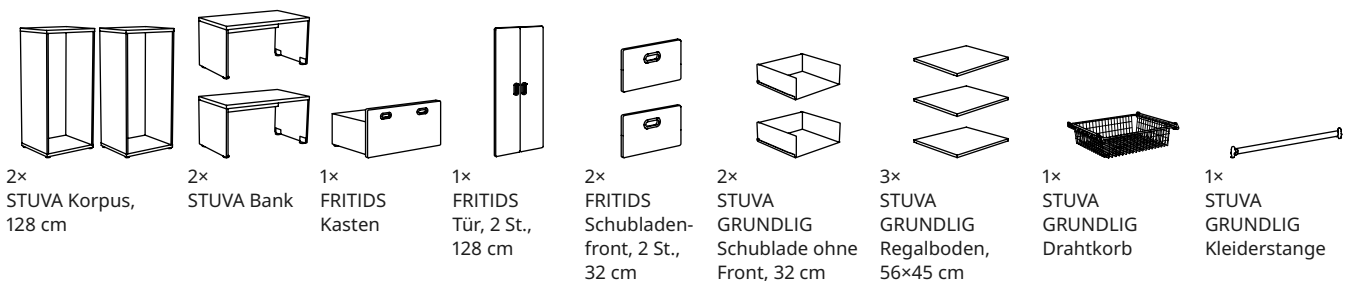 2×
STUVA Korpus,
128 cm
2×
STUVA Bank
1×
FRITIDS
Kasten
1×
FRITIDS
Tür, 2 St.,
128 cm
2×
FRITIDS
Schubladen-
front, 2 St.,
32 cm
2×
STUVA
GRUNDLIG
Schublade ohne
Front, 32 cm
3×
STUVA
GRUNDLIG
Regalboden,
56×45 cm
1×
STUVA
GRUNDLIG
Drahtkorb
1×
STUVA
GRUNDLIG
Kleiderstange